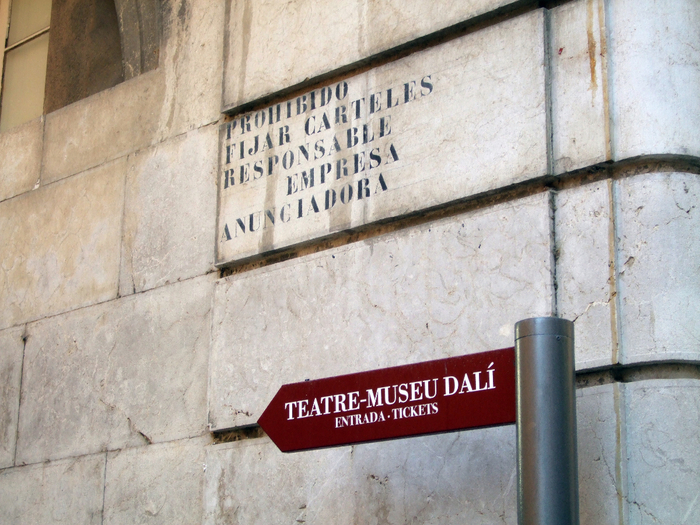 PROHIBIDO
FIJAR CARTELES
RESPONSABLE
EMPRESA
ANUNCIADORA
TEATRE-MUSEU DALÍ
ENTRADA · TICKETS